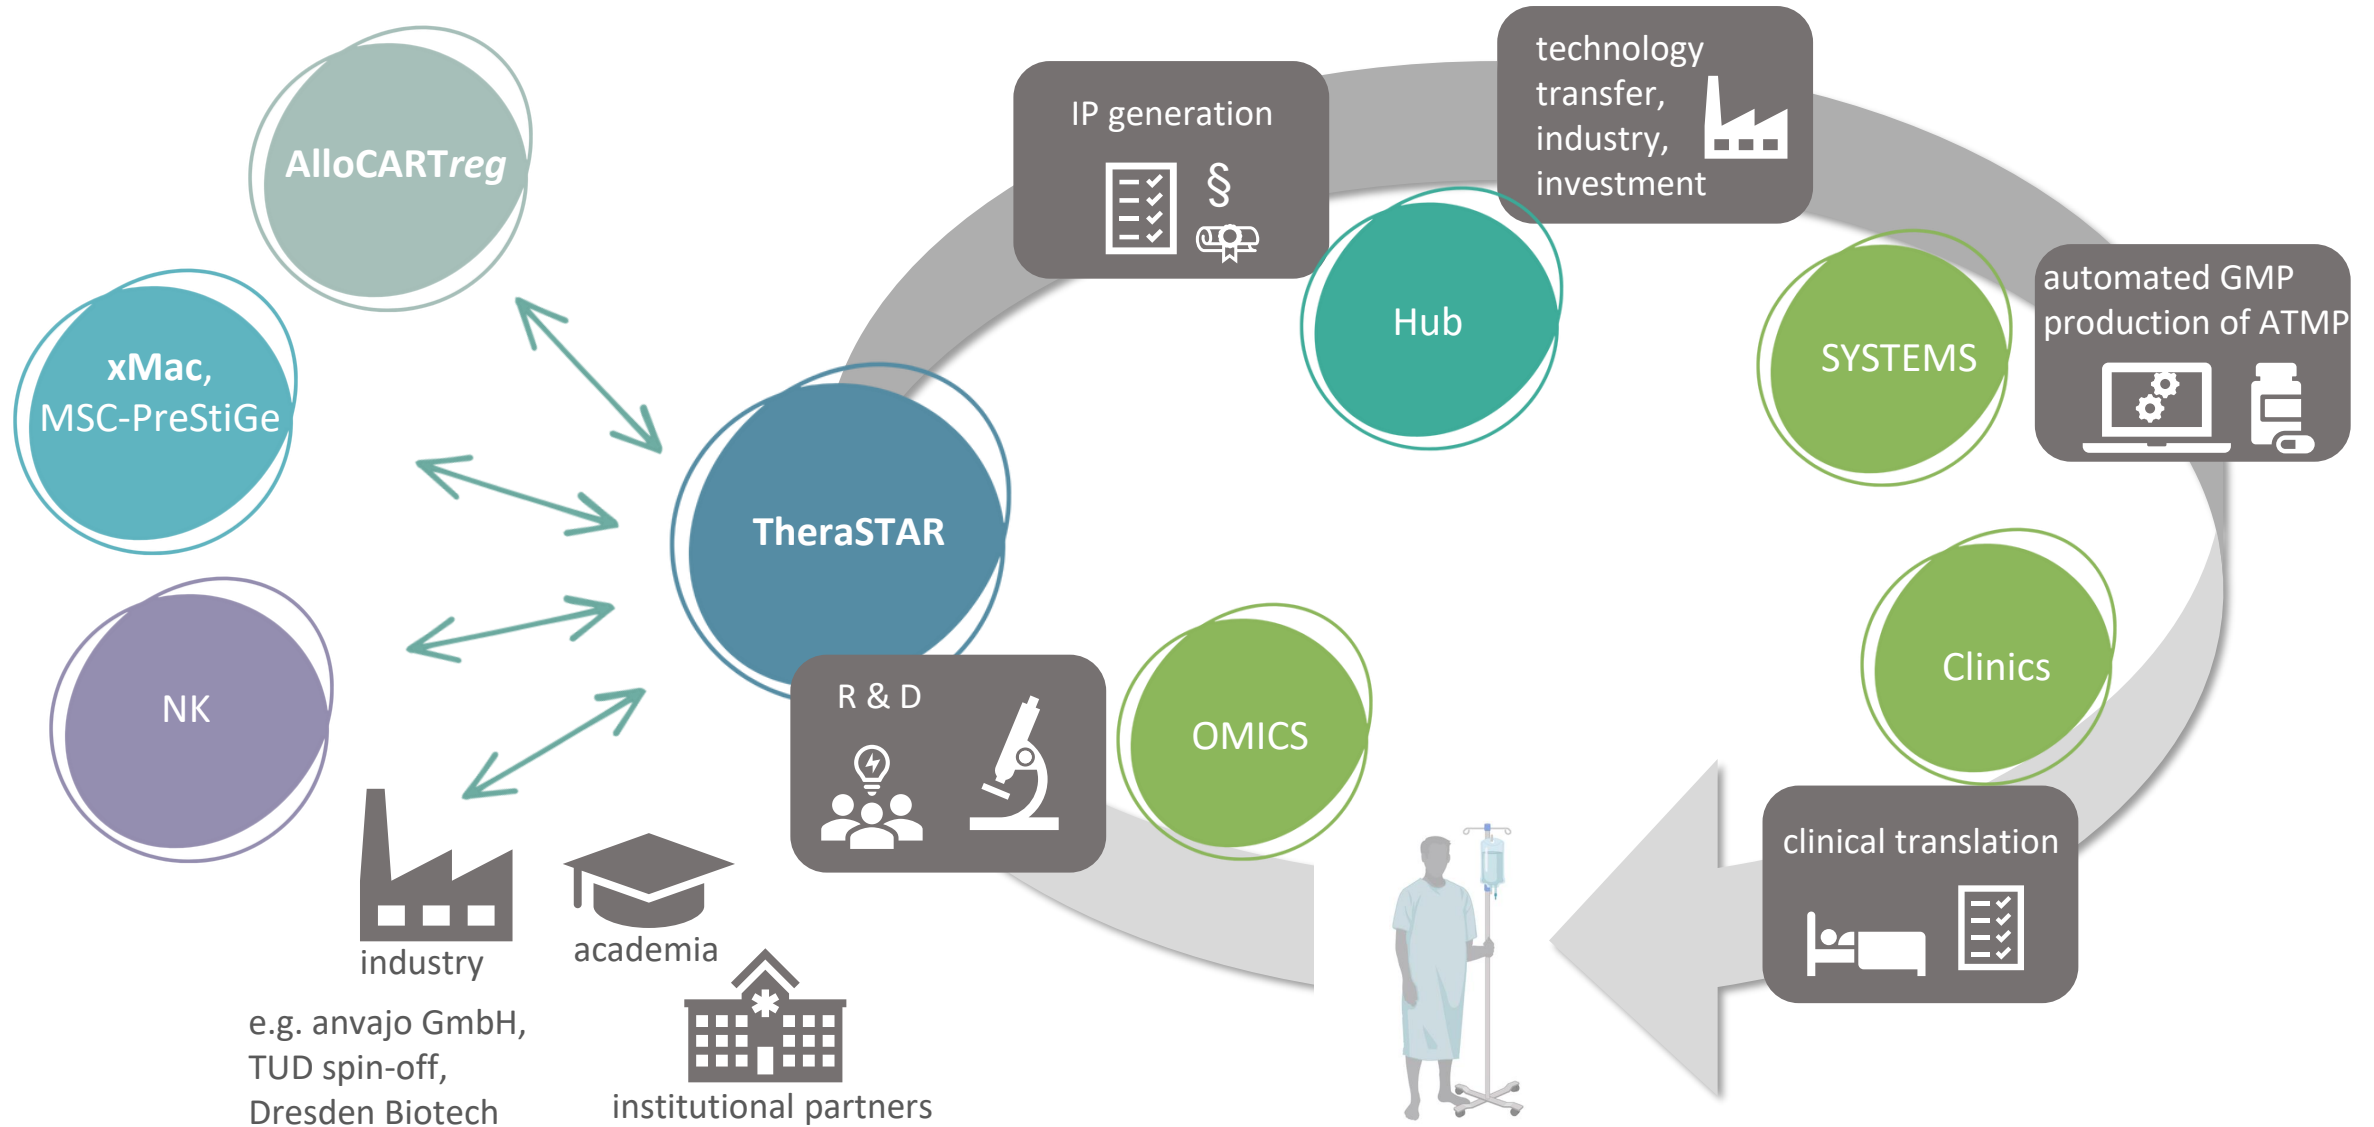 AlloCARTreg
xMac,
MSC-PreStiGe
NK
TheraSTAR
IP generation
§
technology
transfer,
industry,
investment
Hub
SYSTEMS
automated GMP
production of ATMP
Clinics
clinical translation
OMICS
R & D
industry
e.g. anvajo GmbH,
TUD spin-off,
Dresden Biotech
academia
institutional partners